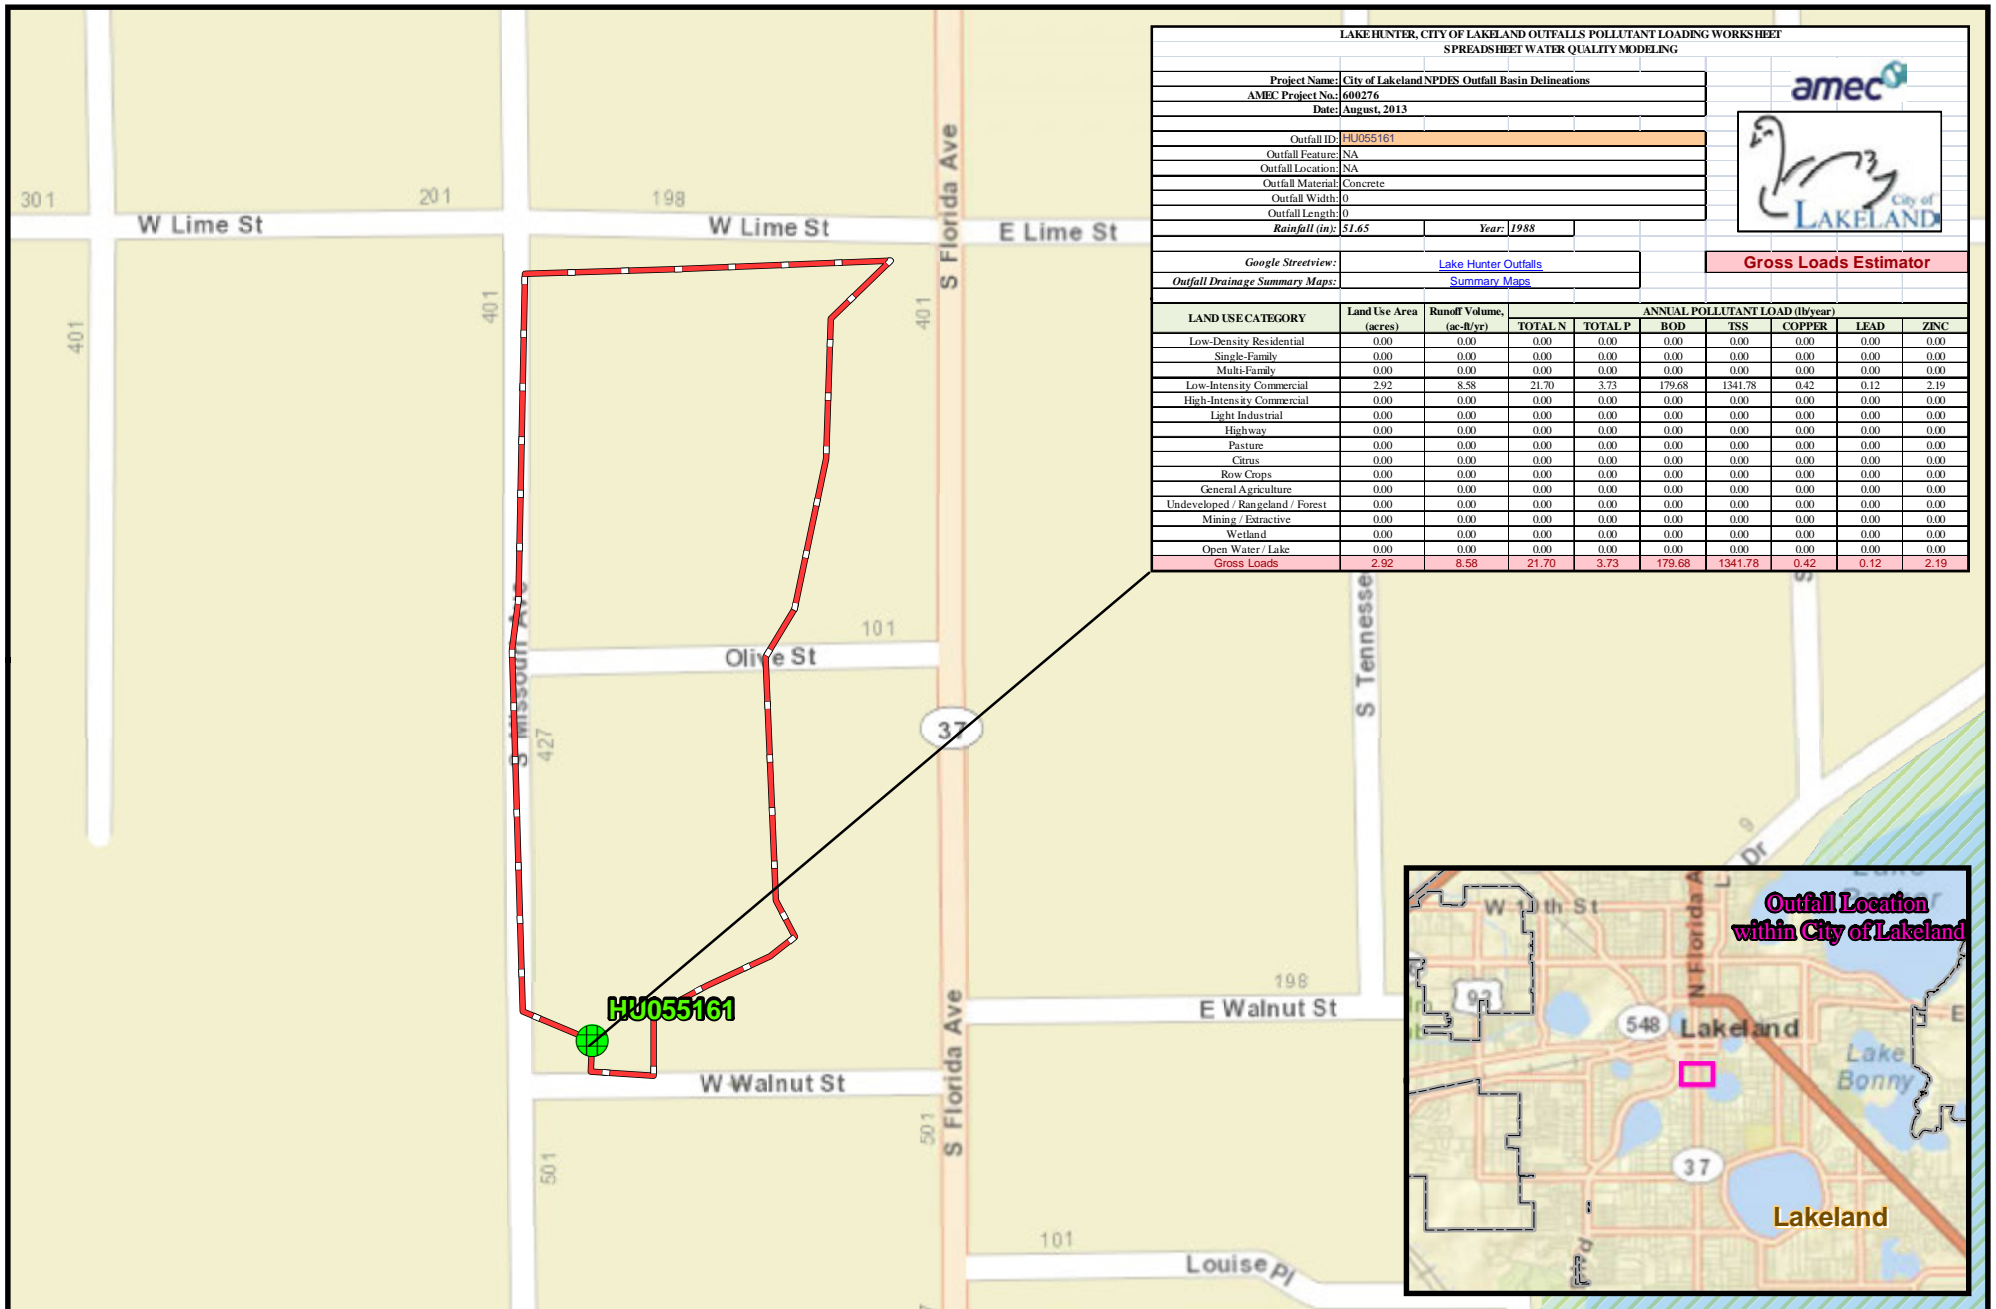 LAKE HUNTER, CITY OF LAKELAND OUTFALLS POLLUTANT LOADING WORKSHEET
SPREADSHEET WATER QUALITY MODELING
Project Name: City of Lakeland NPDES Outfall Basin Delineations
AMEC Project No.: 600276
Date: August, 2013
amec
Outfall ID: HU055161
Outfall Feature: NA
Outfall Location: NA
Outfall Material: Concrete
Outfall Width: 0
Outfall Length: 0
Rainfall (in): 51.65 Year: 1988
City of
LAKELAND
Google Streetview: Lake Hunter Outfalls
Gross Loads Estimator
Outfall Drainage Summary Maps: Summary Maps
LAND USE CATEGORY Land Use Area (acres) Runoff Volume, (ac-ft/yr) ANNUAL POLLUTANT LOAD (lb/year)
TOTAL N TOTAL P BOD TSS COPPER LEAD ZINC
Low-Density Residential 0.00 0.00 0.00 0.00 0.00 0.00 0.00 0.00 0.00
Single-Family 0.00 0.00 0.00 0.00 0.00 0.00 0.00 0.00 0.00
Multi-Family 0.00 0.00 0.00 0.00 0.00 0.00 0.00 0.00 0.00
Low-Intensity Commercial 2.92 8.58 21.70 3.73 179.68 1341.78 0.42 0.12 2.19
High-Intensity Commercial 0.00 0.00 0.00 0.00 0.00 0.00 0.00 0.00 0.00
Light Industrial 0.00 0.00 0.00 0.00 0.00 0.00 0.00 0.00 0.00
Highway 0.00 0.00 0.00 0.00 0.00 0.00 0.00 0.00 0.00
Pasture 0.00 0.00 0.00 0.00 0.00 0.00 0.00 0.00 0.00
Citrus 0.00 0.00 0.00 0.00 0.00 0.00 0.00 0.00 0.00
Row Crops 0.00 0.00 0.00 0.00 0.00 0.00 0.00 0.00 0.00
General Agriculture 0.00 0.00 0.00 0.00 0.00 0.00 0.00 0.00 0.00
Undeveloped / Rangeland / Forest 0.00 0.00 0.00 0.00 0.00 0.00 0.00 0.00 0.00
Mining / Extractive 0.00 0.00 0.00 0.00 0.00 0.00 0.00 0.00 0.00
Wetland 0.00 0.00 0.00 0.00 0.00 0.00 0.00 0.00 0.00
Open Water / Lake 0.00 0.00 0.00 0.00 0.00 0.00 0.00 0.00 0.00
Gross Loads 2.92 8.58 21.70 3.73 179.68 1341.78 0.42 0.12 2.19
301
201
198
W Lime St
W Lime St
E Lime St
S Florida Ave
401
401
401
S Missouri Ave
427
101
Olive St
37
S Tennesse
9
Dr
HU055161
198
E Walnut St
W Walnut St
S Florida Ave
501
501
101
Louise Pl
Outfall Location
within City of Lakeland
N Florida A
92
548
Lakeland
Lake
Bonny
37
Lakeland